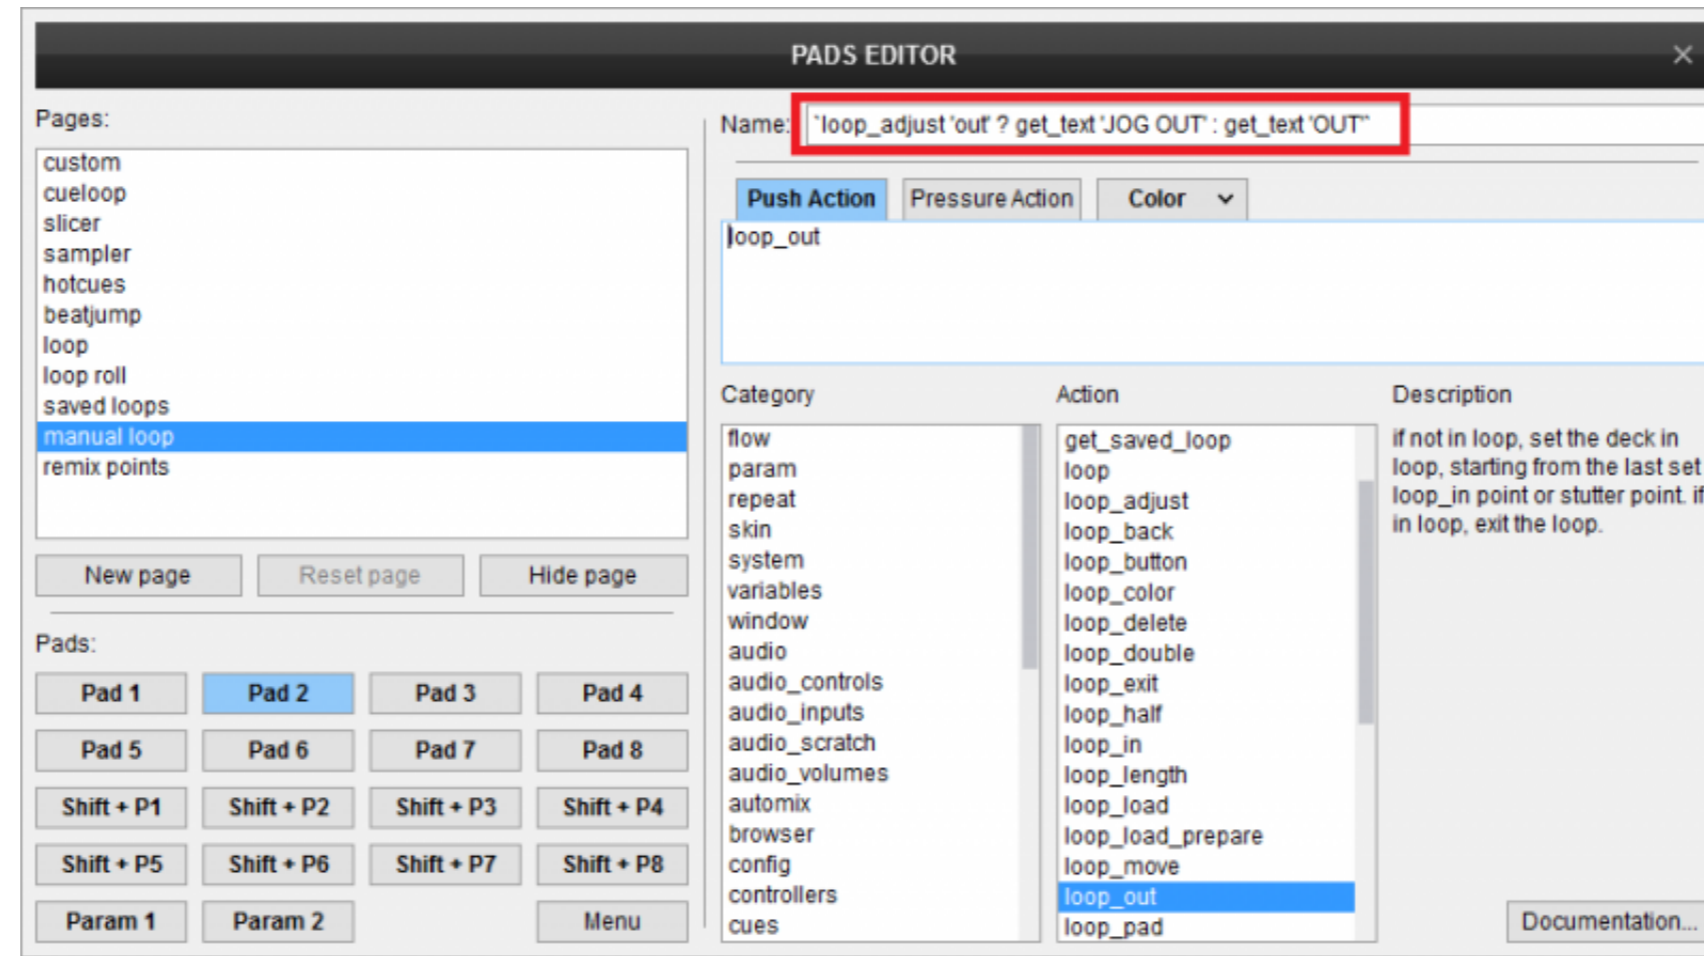 PADS EDITOR
Pages:
custom
cueloop
slicer
sampler
hotcues
beatjump
loop
loop roll
saved loops
manual loop
remix points
New page
Reset page
Hide page
Pads:
Pad 1
Pad 2
Pad 3
Pad 4
Pad 5
Pad 6
Pad 7
Pad 8
Shift + P1
Shift + P2
Shift + P3
Shift + P4
Shift + P5
Shift + P6
Shift + P7
Shift + P8
Param 1
Param 2
Menu
Name: `loop_adjust 'out' ? get_text 'JOG OUT' : get_text 'OUT'`
Push Action
Pressure Action
Color
loop_out
Category
flow
param
repeat
skin
system
variables
window
audio
audio_controls
audio_inputs
audio_scratch
audio_volumes
automix
browser
config
controllers
cues
Action
get_saved_loop
loop
loop_adjust
loop_back
loop_button
loop_color
loop_delete
loop_double
loop_exit
loop_half
loop_in
loop_length
loop_load
loop_load_prepare
loop_move
loop_out
loop_pad
Description
if not in loop, set the deck in
loop, starting from the last set
loop_in point or stutter point. if
in loop, exit the loop.
Documentation...